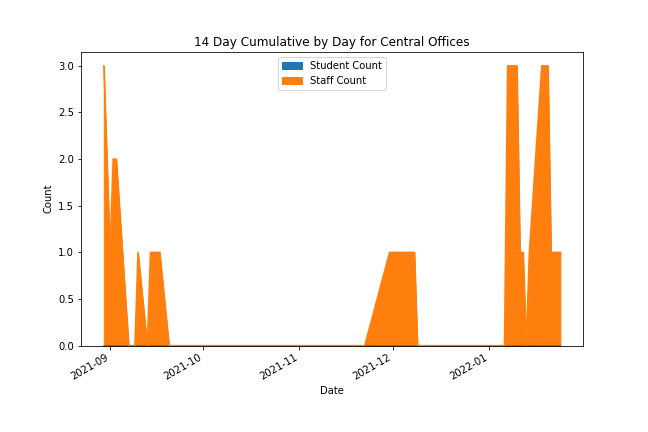 14 Day Cumulative by Day for Central Offices
Student Count
Staff Count
3.0
2.5
2.0
1.5
1.0
0.5
0.0
Count
2021-09
2021-10
2021-11
2021-12
2022-01
Date